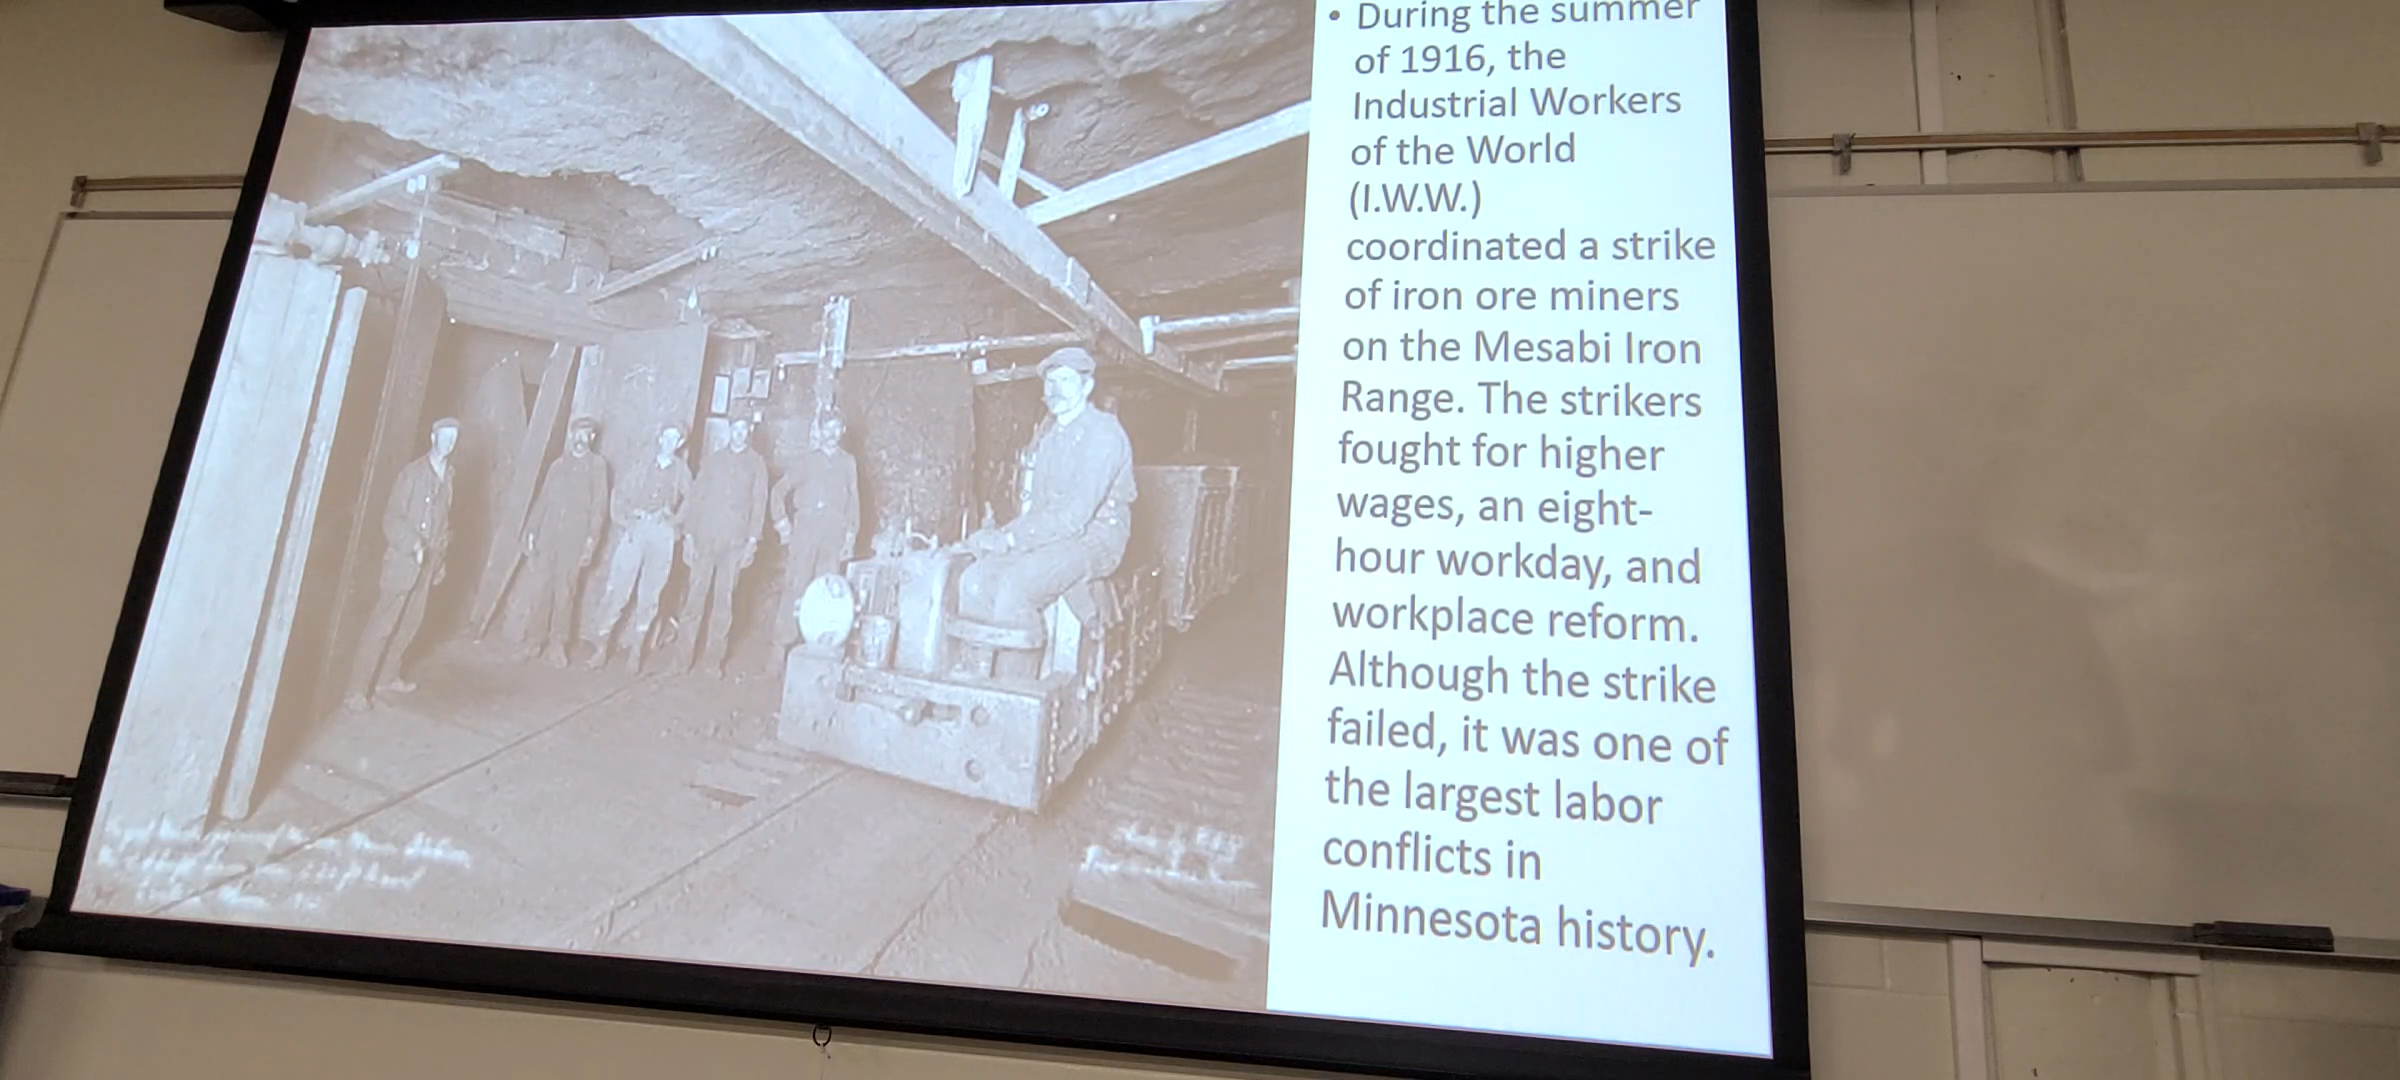 • During the summer
of 1916, the
Industrial Workers
of the World
(I.W.W.)
coordinated a strike
of iron ore miners
on the Mesabi Iron
Range. The strikers
fought for higher
wages, an eight-
hour workday, and
workplace reform.
Although the strike
failed, it was one of
the largest labor
conflicts in
Minnesota history.